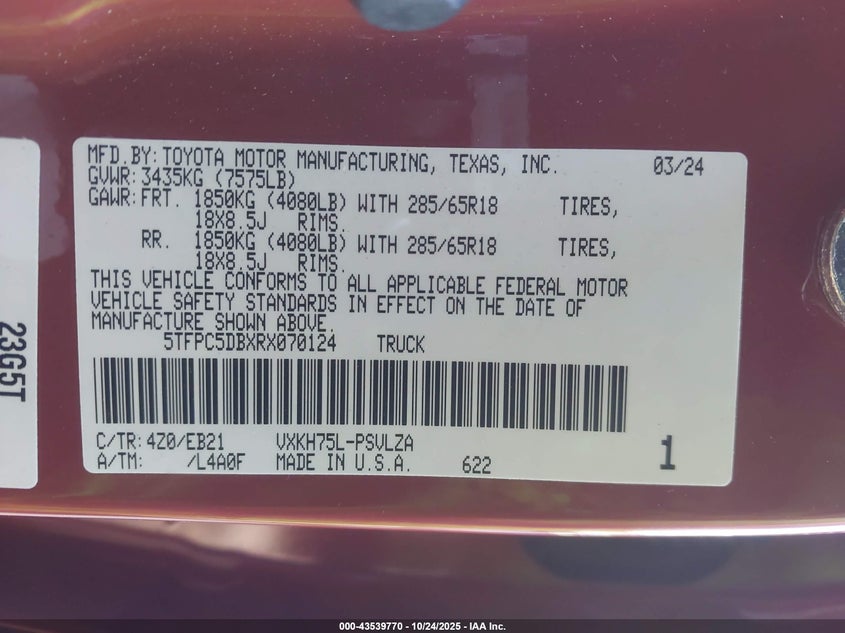 MFD.BY: TOYOTA MOTOR MANUFACTURING, TEXAS, INC. 03/24
GVWR: 3435KG (7575LB)
GAWR: FRT. 1850KG (4080LB) WITH 285/65R18 TIRES,
18X8.5J RIMS.
RR. 1850KG (4080LB) WITH 285/65R18 TIRES,
18X8.5J RIMS.
THIS VEHICLE CONFORMS TO ALL APPLICABLE FEDERAL MOTOR
VEHICLE SAFETY STANDARDS IN EFFECT ON THE DATE OF
MANUFACTURE SHOWN ABOVE.
5TFPC5DBXRX070124 TRUCK
C/TR: 4Z0/EB21 VXKH75L-PSVLZA
A/TM: /L4A0F MADE IN U.S.A. 622 1
23G5T
000-43539770 - 10/24/2025 - IAA Inc.